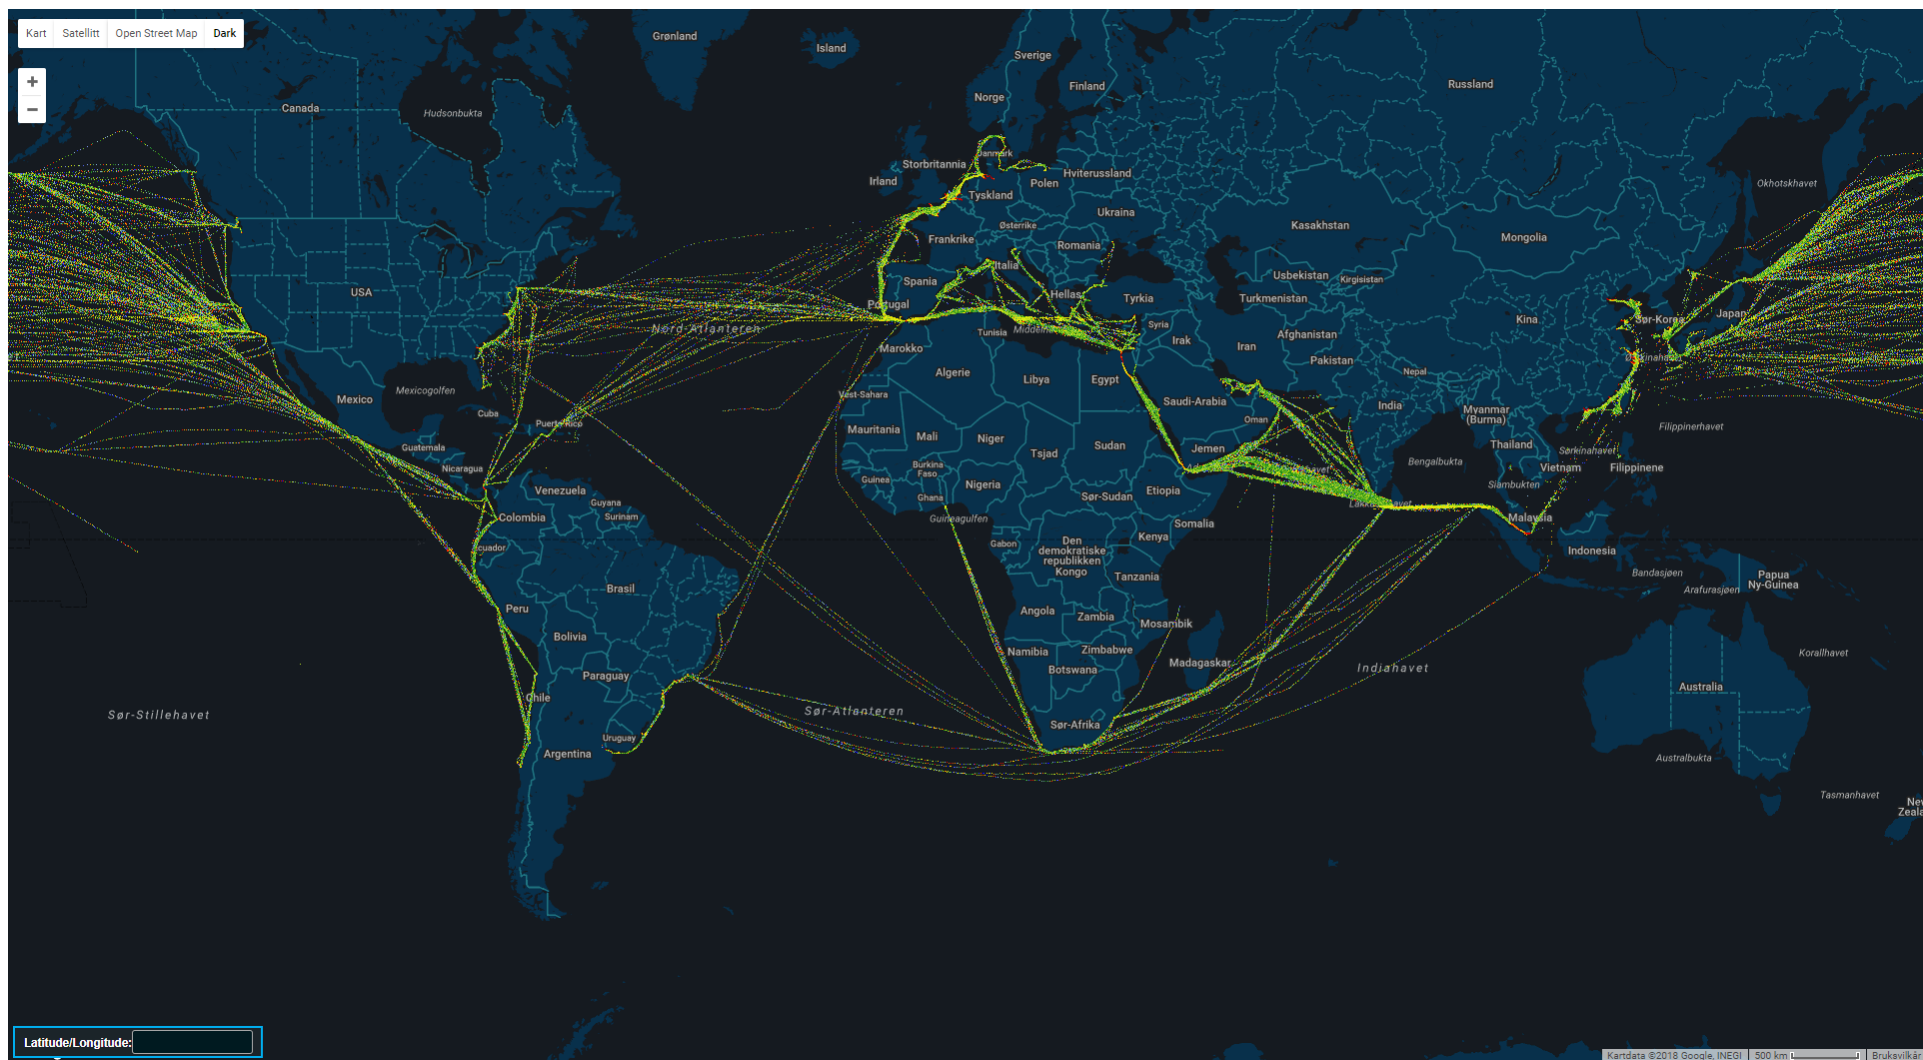 Kart Satellitt Open Street Map Dark
+
−
Grønland
Island
Sverige
Finland
Norge
Russland
Canada
Hudsonbukta
Danmark
Storbritannia
Irland
Hviterussland
Polen
Tyskland
Okhotskhavet
Ukraina
Østerrike
Kasakhstan
Mongolia
Frankrike
Romania
Italia
Spania
Usbekistan
Kirgisistan
USA
Hellas
Tyrkia
Turkmenistan
Portugal
Kina
Sør-Korea
Japan
Nord-Atlanteren
Tunisia
Syria
Irak
Iran
Afghanistan
Marokko
Pakistan
Mexicogolfen
Algerie
Libya
Egypt
Nepal
Mexico
Vest-Sahara
Saudi-Arabia
India
Myanmar
(Burma)
Cuba
Puerto Rico
Oman
Filippinerhavet
Mauritania
Mali
Niger
Tsjad
Sudan
Jemen
Thailand
Guatemala
Nicaragua
Burkina
Faso
Bengalbukta
Sørkinahavet
Vietnam
Filippinene
Guinea
Nigeria
Etiopia
Siambukten
Venezuela
Ghana
Sør-Sudan
Guyana
Surinam
Colombia
Guineagulfen
Somalia
Malaysia
Ecuador
Gabon
Den
demokratiske
republikken
Kongo
Kenya
Indonesia
Bandasjøen
Papua
Ny-Guinea
Tanzania
Arafurasjøen
Brasil
Peru
Angola
Zambia
Mosambik
Bolivia
Namibia
Zimbabwe
Botswana
Madagaskar
Indiahavet
Korallhavet
Paraguay
Chile
Australia
Sør-Stillehavet
Sør-Atlanteren
Sør-Afrika
Uruguay
Argentina
Australbukta
Tasmanhavet
New
Zeala
Latitude/Longitude:
Kartdata ©2018 Google, INEGI 500 km Bruksvilkår